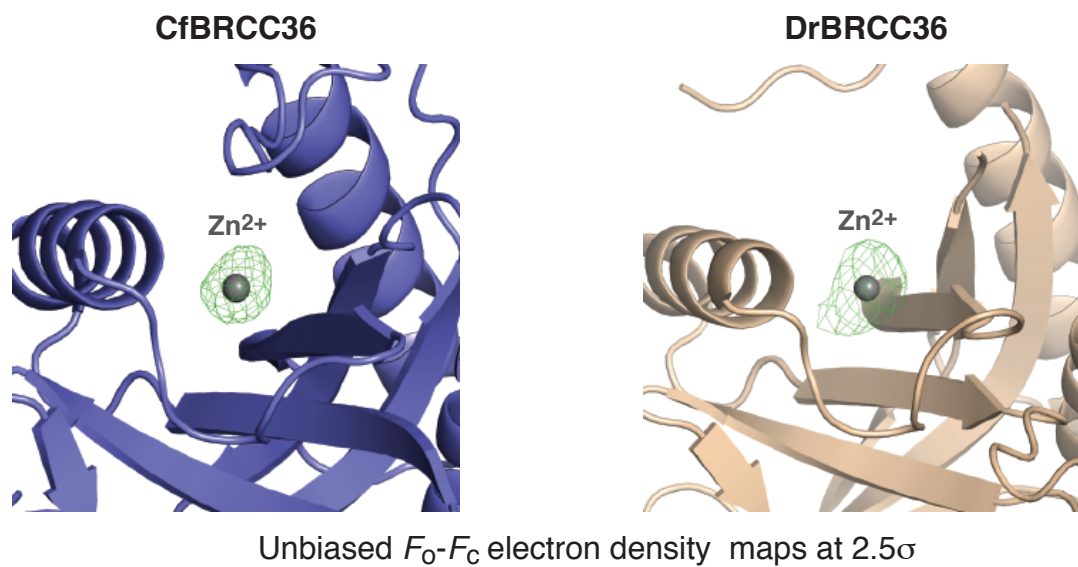 CfBRCC36
DrBRCC36
Zn2+
Zn2+
Unbiased Fo-Fc electron density maps at 2.5σ